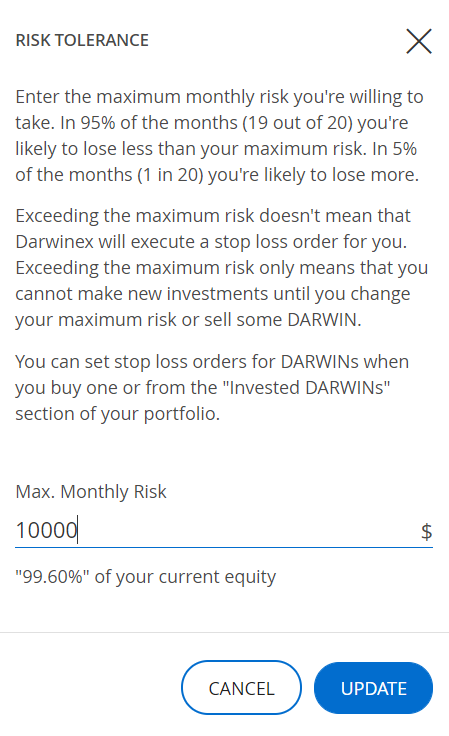 RISK TOLERANCE
Enter the maximum monthly risk you're willing to
take. In 95% of the months (19 out of 20) you're
likely to lose less than your maximum risk. In 5%
of the months (1 in 20) you're likely to lose more.
Exceeding the maximum risk doesn't mean that
Darwinex will execute a stop loss order for you.
Exceeding the maximum risk only means that you
cannot make new investments until you change
your maximum risk or sell some DARWIN.
You can set stop loss orders for DARWINs when
you buy one or from the "Invested DARWINs"
section of your portfolio.
Max. Monthly Risk
10000 $
"99.60%" of your current equity
CANCEL UPDATE